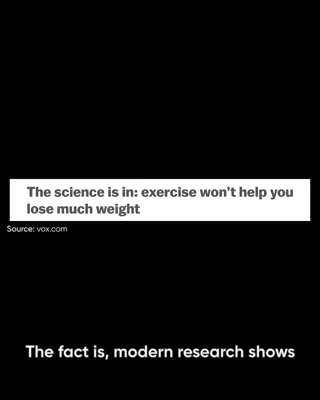 The science is in: exercise won't help you
lose much weight
Source: vox.com
The fact is, modern research shows